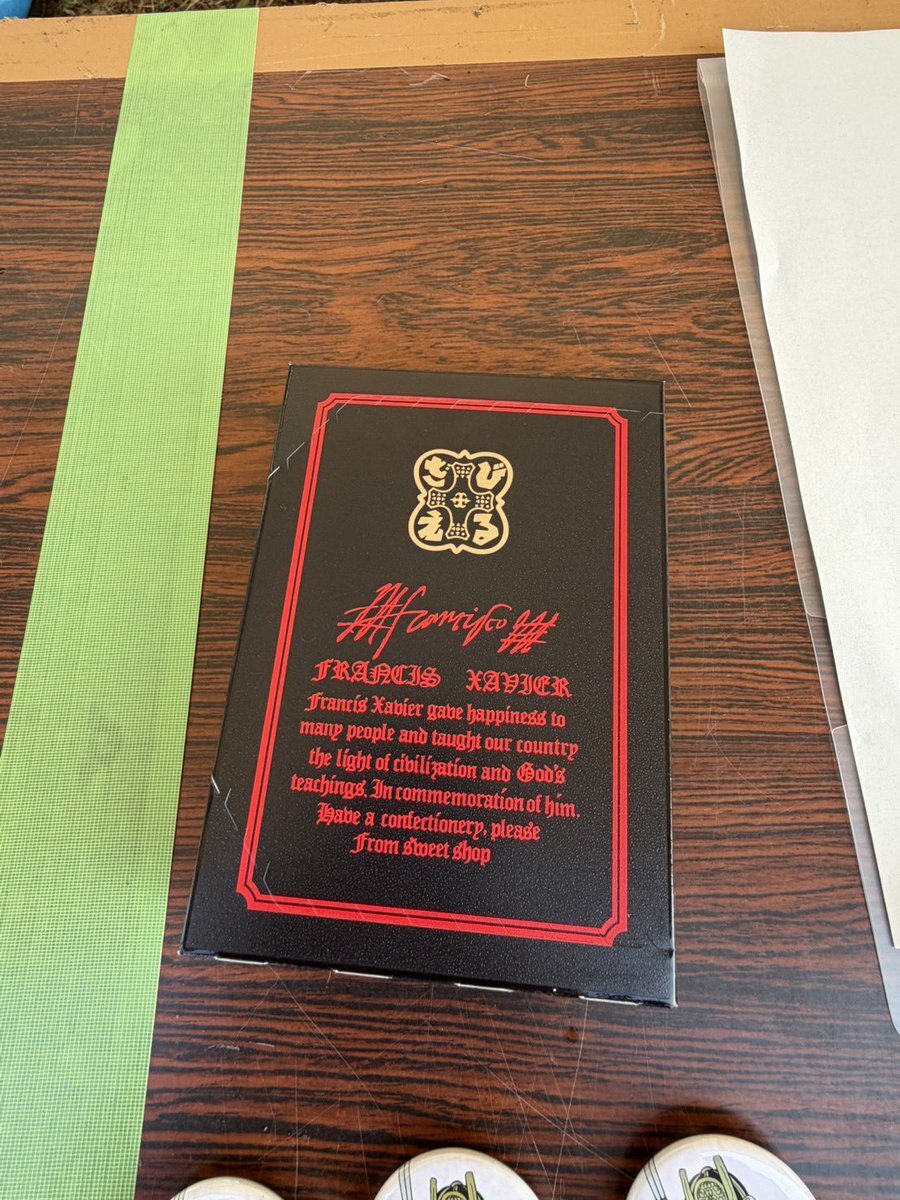 ざびえる
Francisco
FRANCIS XAVIER
Francis Xavier gave happiness to
many people and taught our country
the light of civilization and God's
teachings. In commemoration of him.
Have a confectionery, please
From sweet shop